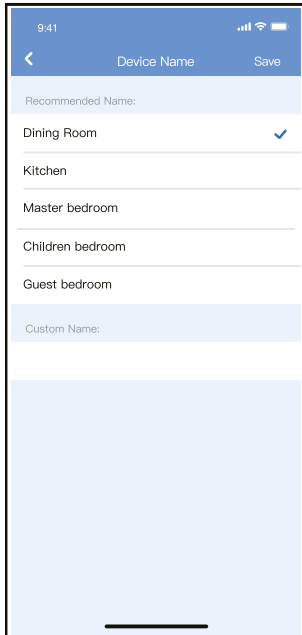 9:41
Device Name
Save
Recommended Name:
Dining Room
Kitchen
Master bedroom
Children bedroom
Guest bedroom
Custom Name: